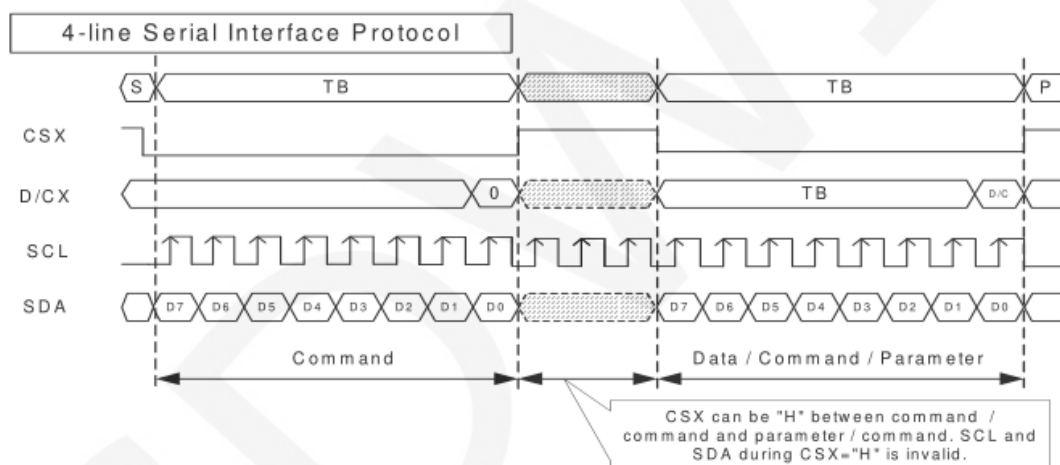 4-line Serial Interface Protocol
S TB TB P
CSX
D/CX 0 TB D/C
SCL
SDA D7 D6 D5 D4 D3 D2 D1 D0 D7 D6 D5 D4 D3 D2 D1 D0
Command Data / Command / Parameter
CSX can be "H" between command /
command and parameter / command. SCL and
SDA during CSX="H" is invalid.